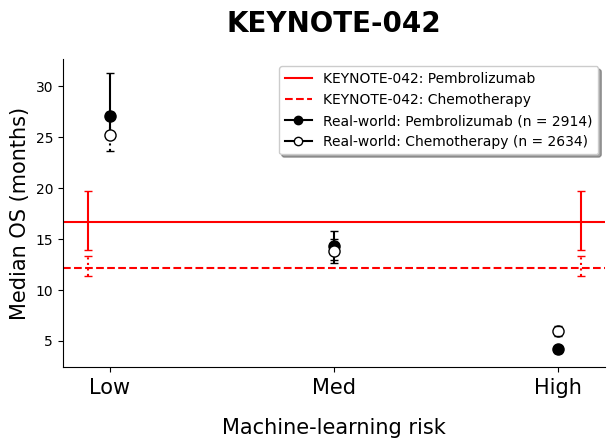 KEYNOTE-042
KEYNOTE-042: Pembrolizumab
KEYNOTE-042: Chemotherapy
Real-world: Pembrolizumab (n = 2914)
Real-world: Chemotherapy (n = 2634)
Median OS (months)
30
25
20
15
10
5
Low
Med
High
Machine-learning risk